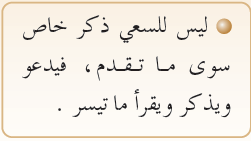 ليس للسعي ذكر خاص
سوى ما تقدم، فيدعو
ويذكر ويقرأ ما تيسر .